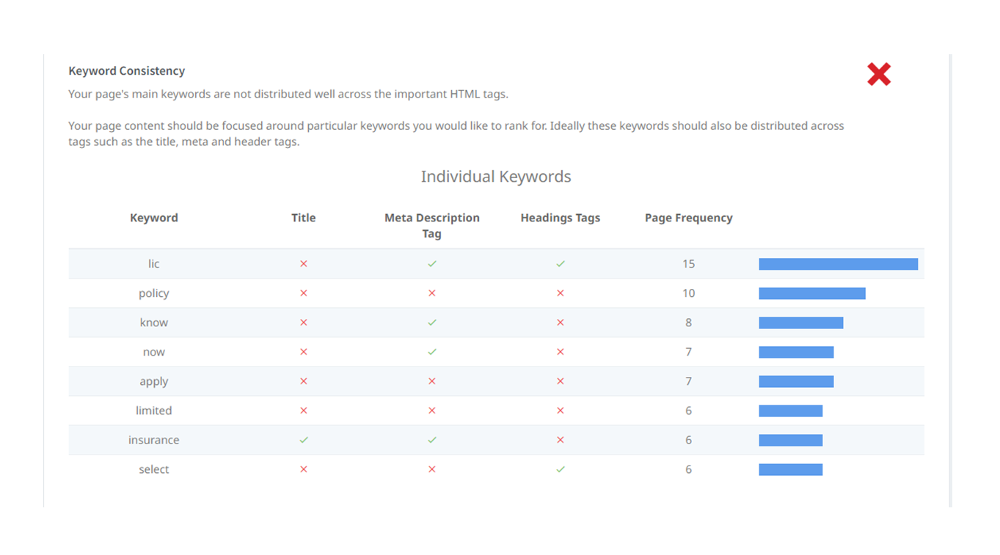 Keyword Consistency
Your page's main keywords are not distributed well across the important HTML tags.
Your page content should be focused around particular keywords you would like to rank for. Ideally these keywords should also be distributed across
tags such as the title, meta and header tags.
Individual Keywords
Keyword Title Meta Description Headings Tags Page Frequency
Tag
lic ✕ ✓ ✓ 15
policy ✕ ✕ ✕ 10
know ✕ ✓ ✕ 8
now ✕ ✓ ✕ 7
apply ✕ ✕ ✕ 7
limited ✕ ✕ ✕ 6
insurance ✓ ✓ ✕ 6
select ✕ ✕ ✓ 6